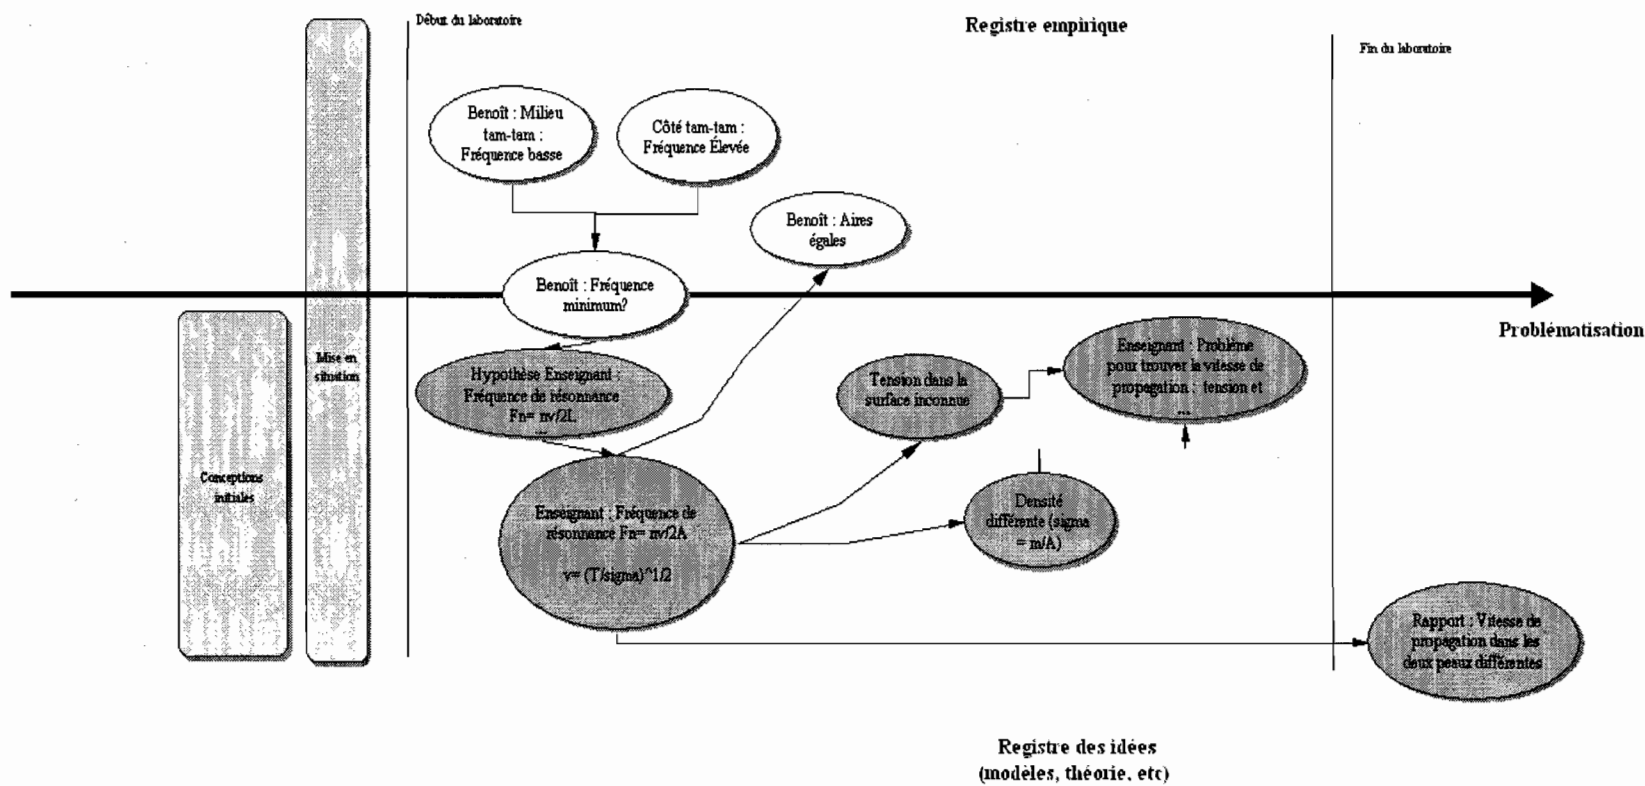 Début du laboratoire
Registre empirique
Fin du laboratoire
Benoît : Milieu
tam-tam :
Fréquence basse
Côté tam-tam :
Fréquence Élevée
Benoît : Aires
égales
Benoît : Fréquence
minimum?
Problématisation
Mise en
situation
Hypothèse Enseignant :
Fréquence de résonnance
Fn= nv/2L
...
Tension dans la
surface inconnue
Enseignant : Problème
pour trouver la vitesse de
propagation : tension et
...
Conceptions
initiales
Enseignant : Fréquence de
résonnance Fn= nv/2A
v= (T/sigma)^1/2
Densité
différente (sigma
= m/A)
Rapport : Vitesse de
propagation dans les
deux peaux différentes
Registre des idées
(modèles, théorie, etc)